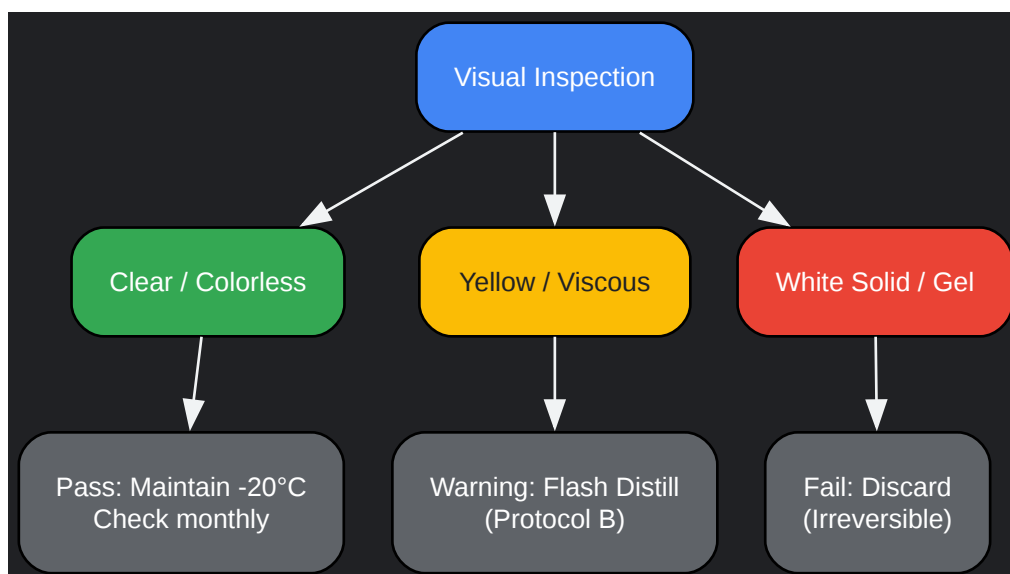 Visual Inspection
Clear / Colorless
Yellow / Viscous
White Solid / Gel
Pass: Maintain -20°C
Check monthly
Warning: Flash Distill
(Protocol B)
Fail: Discard
(Irreversible)